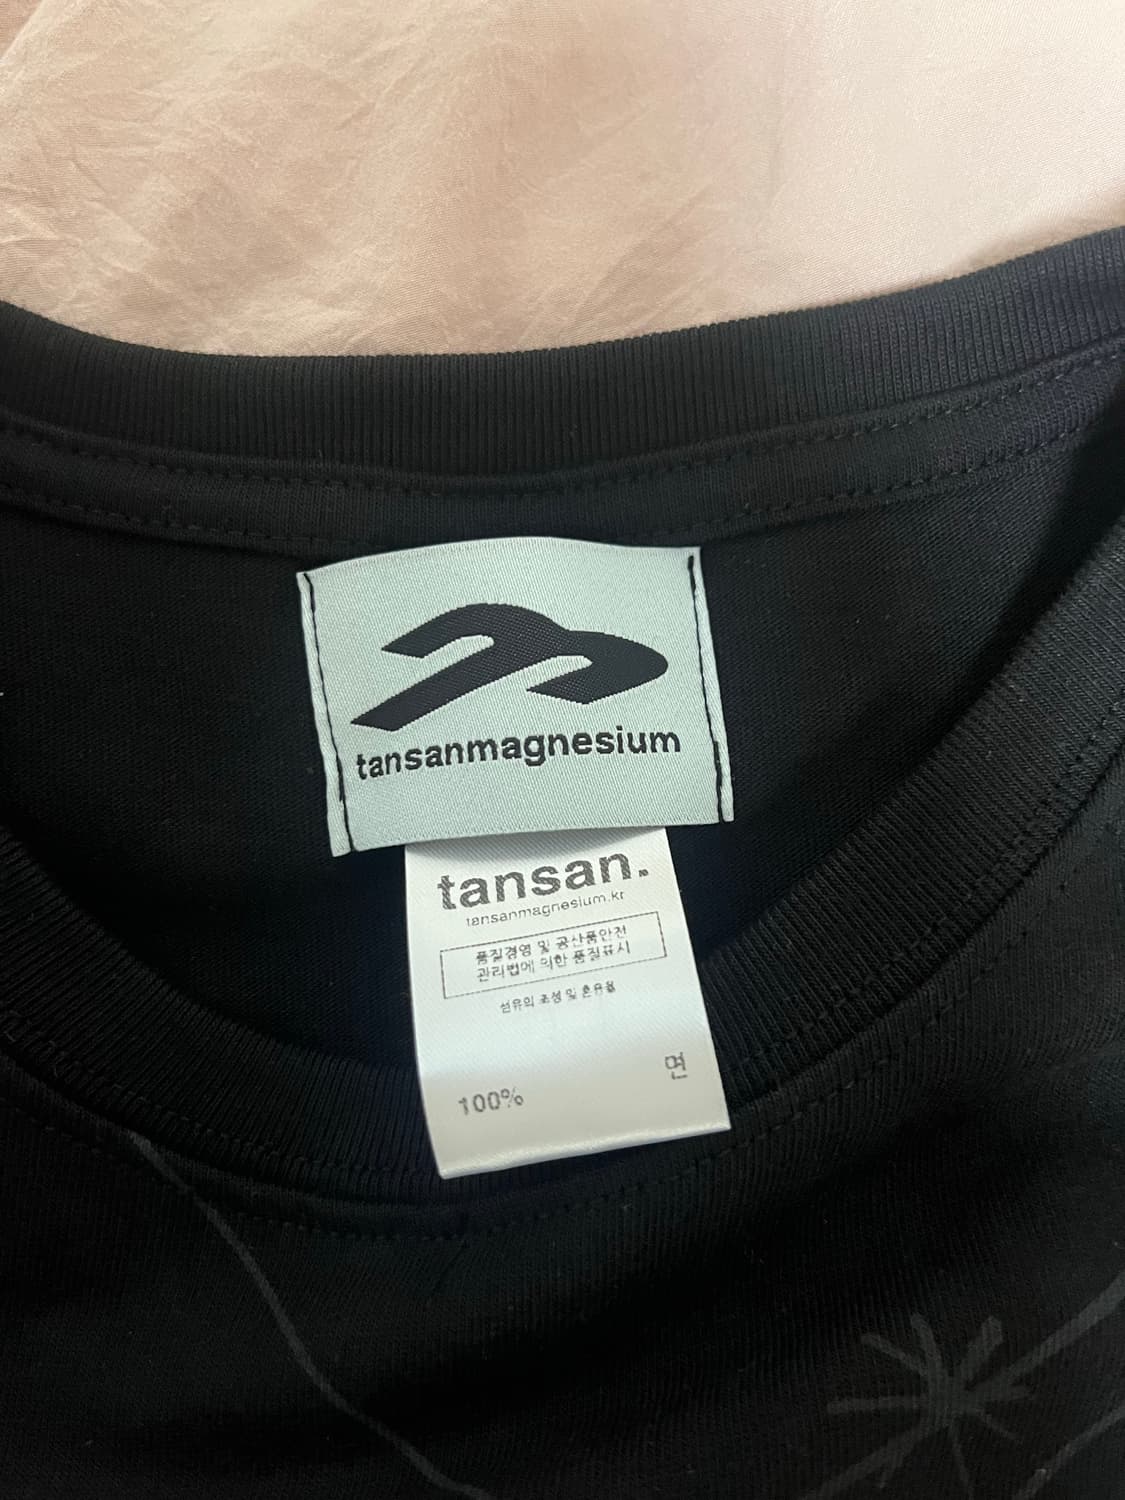 tansanmagnesium
tansan.
tansanmagnesium.kr
품질경영 및 공산품안전
관리법에 의한 품질표시
섬유의 조성 및 혼용율
면
100%